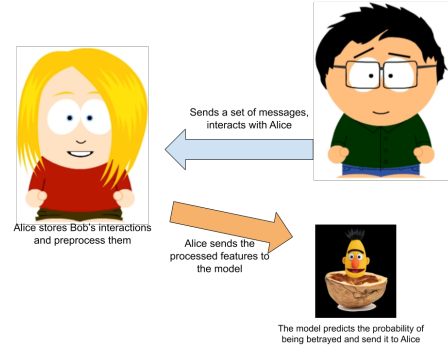 Sends a set of messages,
interacts with Alice
Alice stores Bob's interactions
and preprocess them
Alice sends the
processed features to
the model
The model predicts the probability of
being betrayed and send it to Alice